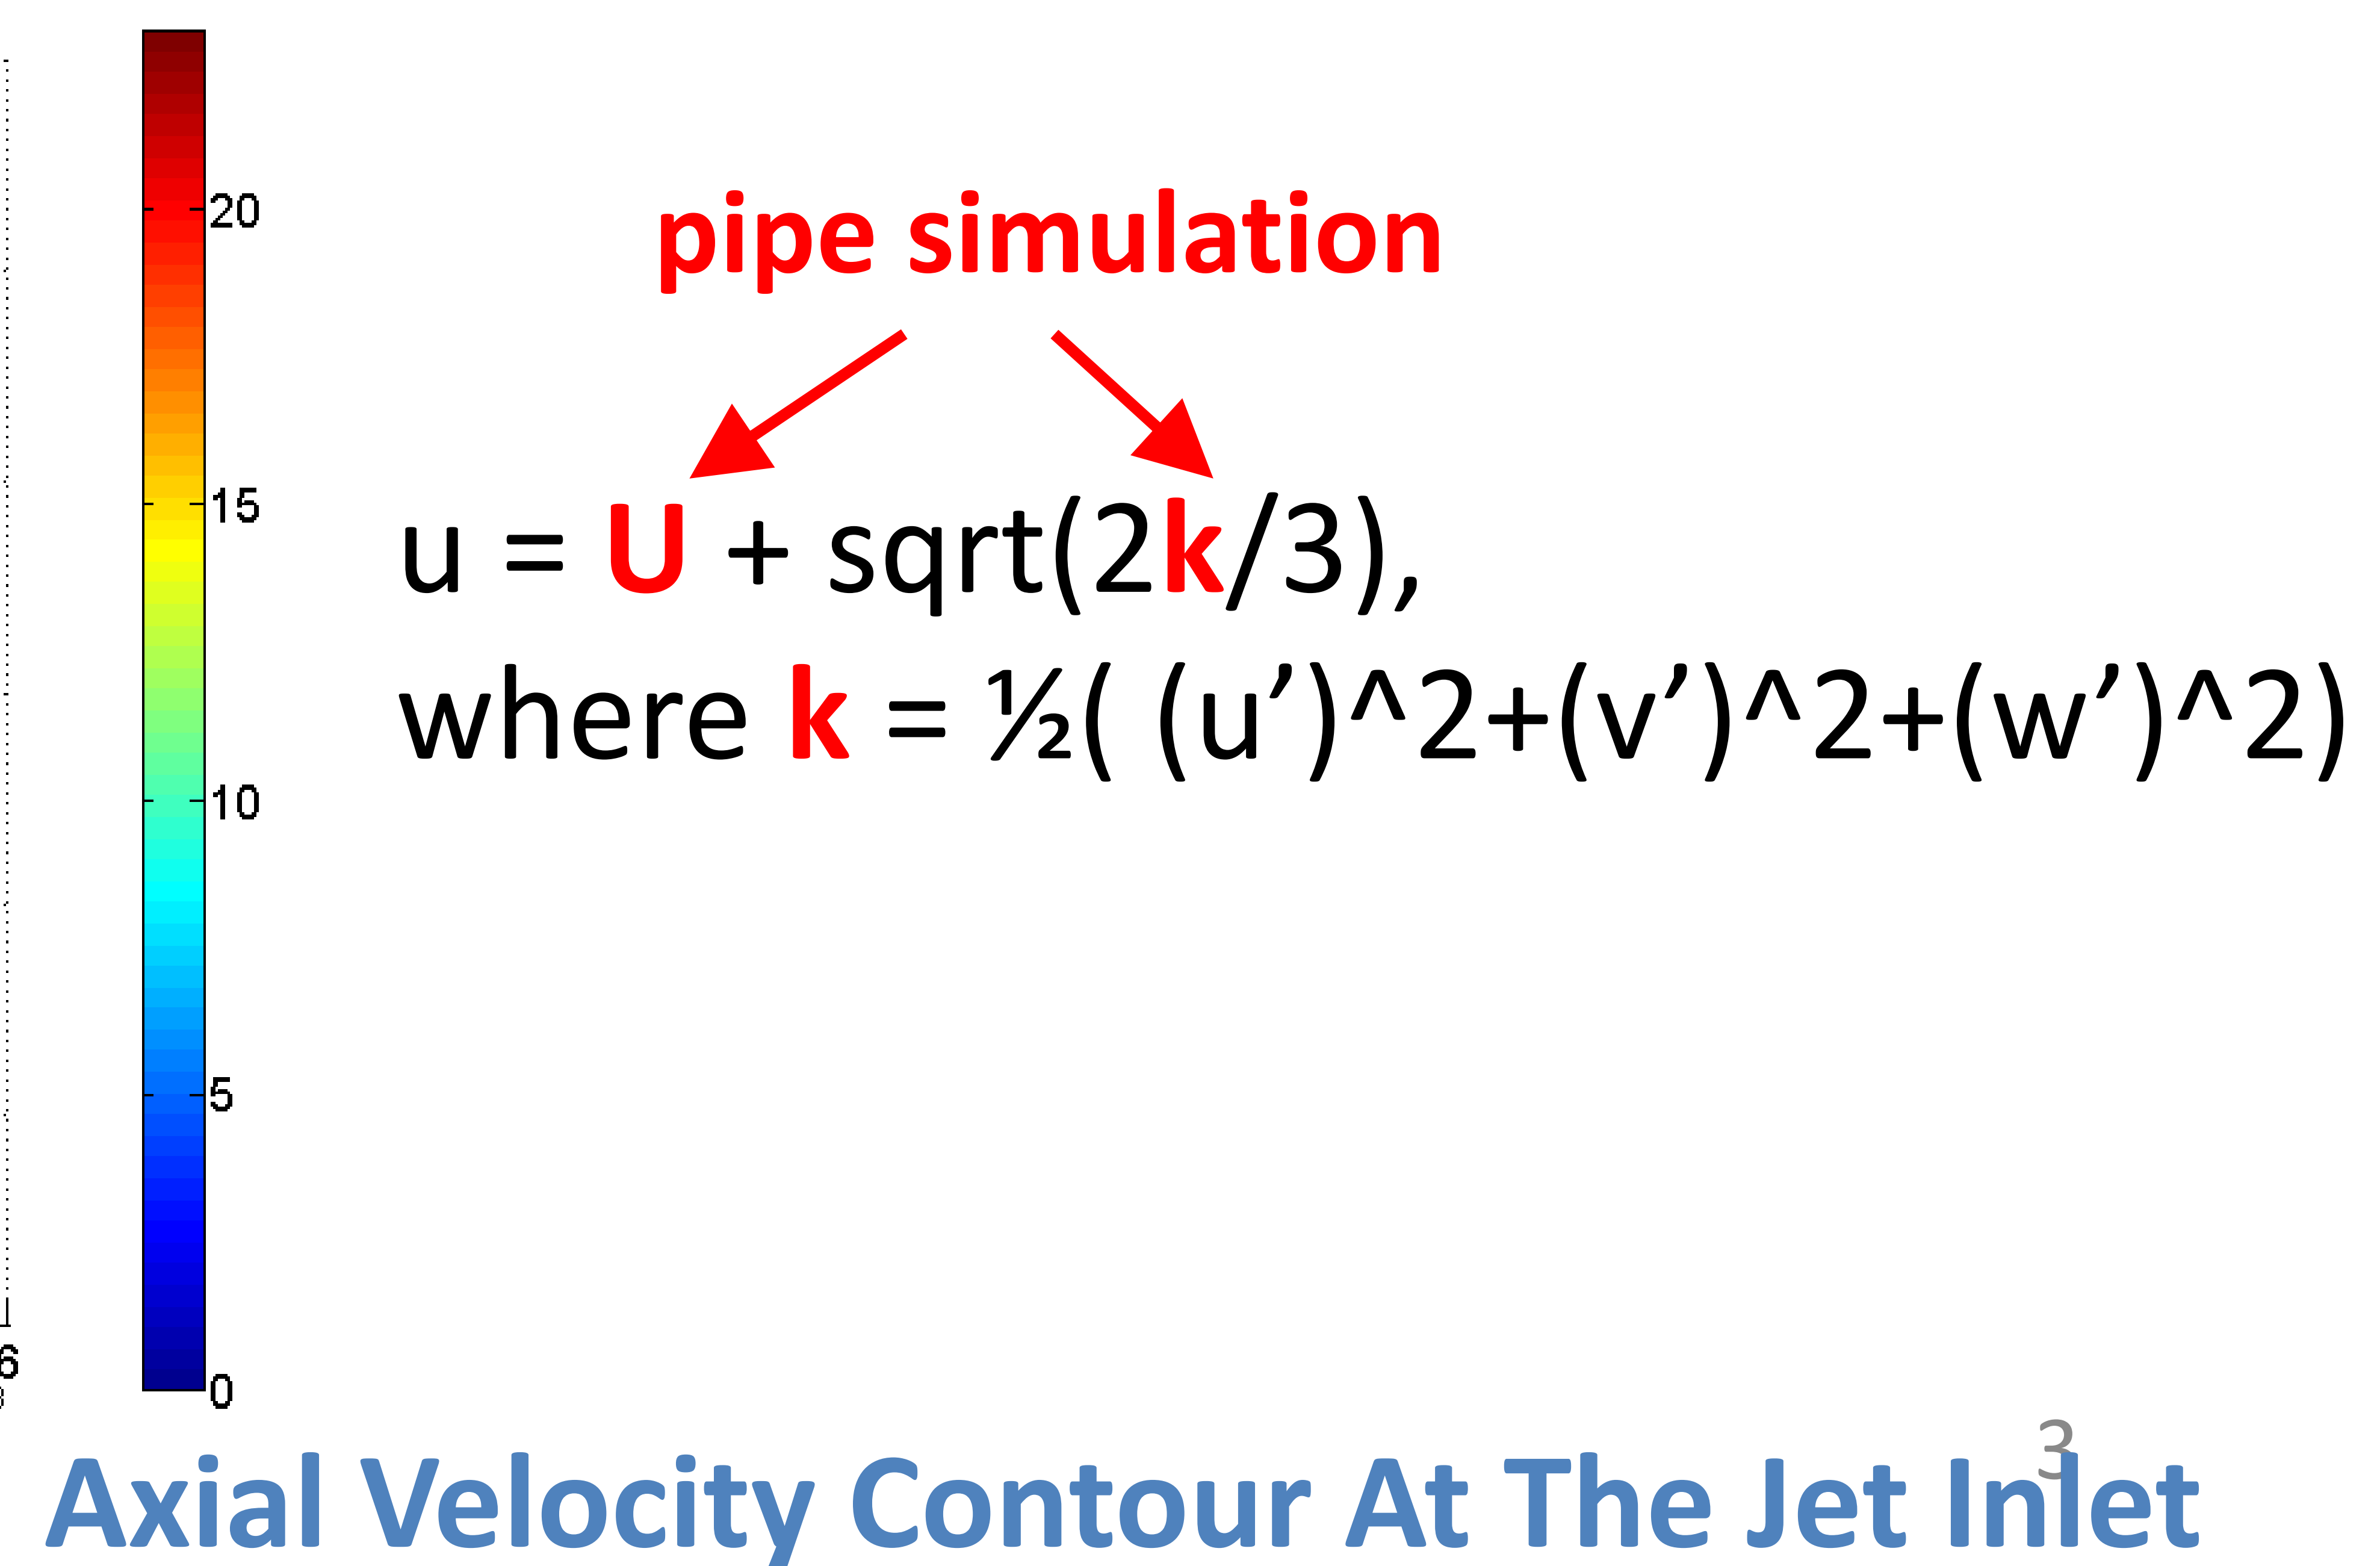 20
15
10
5
0
6
pipe simulation
u = U + sqrt(2k/3),
where k = ½( (u’)^2+(v’)^2+(w’)^2)
3
Axial Velocity Contour At The Jet Inlet